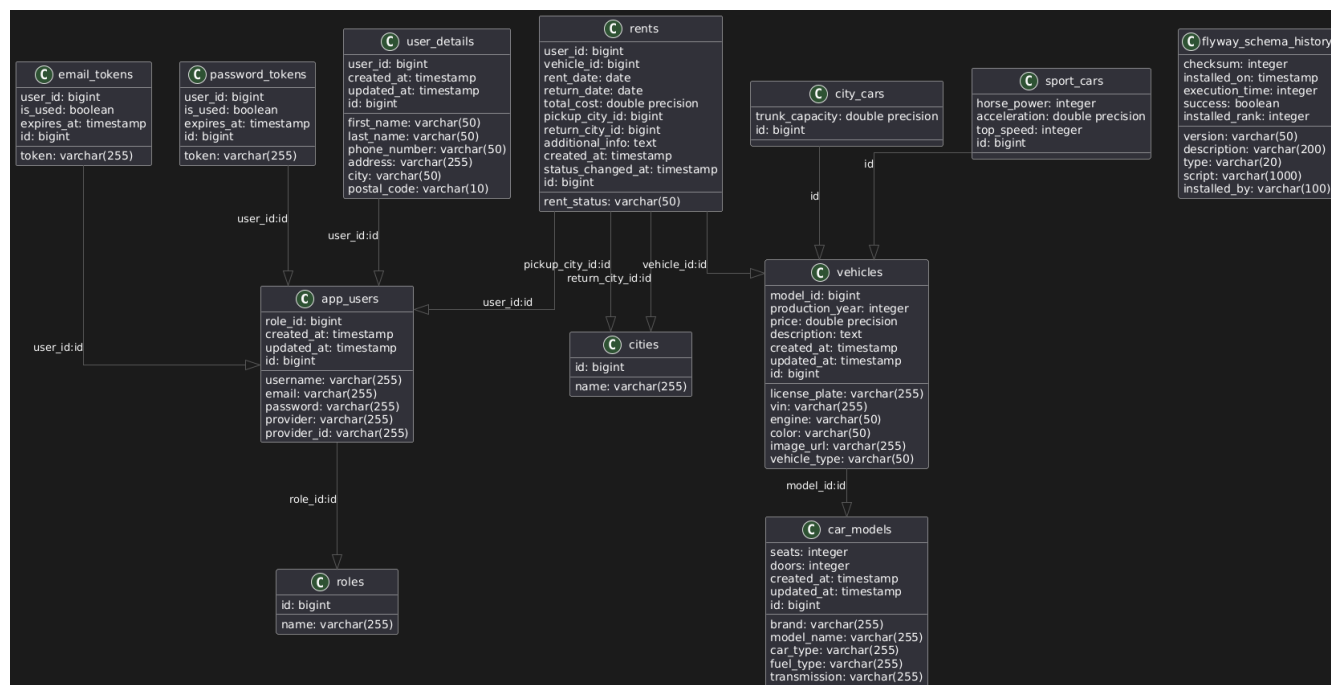 C email_tokens
user_id: bigint
is_used: boolean
expires_at: timestamp
id: bigint
token: varchar(255)
C password_tokens
user_id: bigint
is_used: boolean
expires_at: timestamp
id: bigint
token: varchar(255)
C user_details
user_id: bigint
created_at: timestamp
updated_at: timestamp
id: bigint
first_name: varchar(50)
last_name: varchar(50)
phone_number: varchar(50)
address: varchar(255)
city: varchar(50)
postal_code: varchar(10)
C rents
user_id: bigint
vehicle_id: bigint
rent_date: date
return_date: date
total_cost: double precision
pickup_city_id: bigint
return_city_id: bigint
additional_info: text
created_at: timestamp
status_changed_at: timestamp
id: bigint
rent_status: varchar(50)
C city_cars
trunk_capacity: double precision
id: bigint
C sport_cars
horse_power: integer
acceleration: double precision
top_speed: integer
id: bigint
C flyway_schema_history
checksum: integer
installed_on: timestamp
execution_time: integer
success: boolean
installed_rank: integer
version: varchar(50)
description: varchar(200)
type: varchar(20)
script: varchar(1000)
installed_by: varchar(100)
user_id:id
user_id:id
user_id:id
user_id:id
pickup_city_id:id
return_city_id:id
vehicle_id:id
id
id
C app_users
role_id: bigint
created_at: timestamp
updated_at: timestamp
id: bigint
username: varchar(255)
email: varchar(255)
password: varchar(255)
provider: varchar(255)
provider_id: varchar(255)
C cities
id: bigint
name: varchar(255)
C vehicles
model_id: bigint
production_year: integer
price: double precision
description: text
created_at: timestamp
updated_at: timestamp
id: bigint
license_plate: varchar(255)
vin: varchar(255)
engine: varchar(50)
color: varchar(50)
image_url: varchar(255)
vehicle_type: varchar(50)
role_id:id
model_id:id
C roles
id: bigint
name: varchar(255)
C car_models
seats: integer
doors: integer
created_at: timestamp
updated_at: timestamp
id: bigint
brand: varchar(255)
model_name: varchar(255)
car_type: varchar(255)
fuel_type: varchar(255)
transmission: varchar(255)